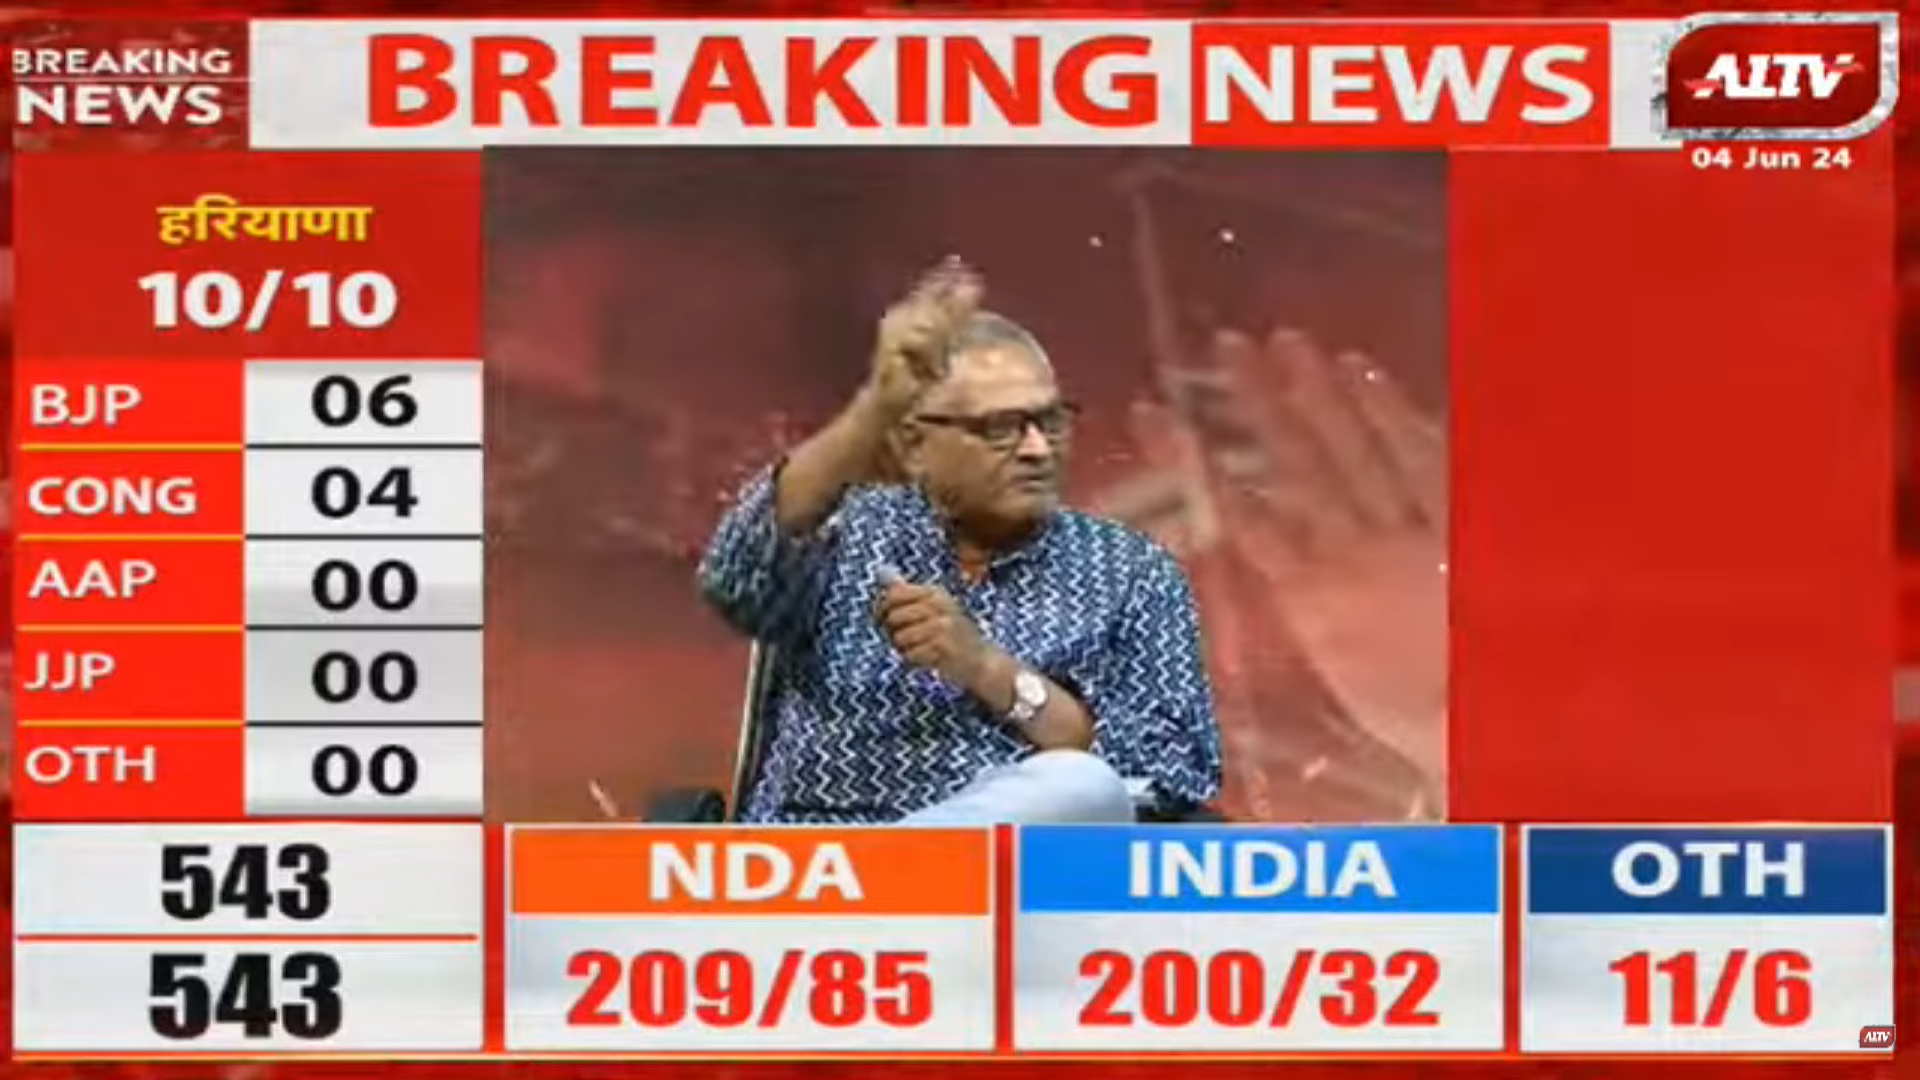 BREAKING
NEWS
BREAKING NEWS
ALTV
04 Jun 24
हरियाणा
10/10
BJP 06
CONG 04
AAP 00
JJP 00
OTH 00
543
543
NDA
209/85
INDIA
200/32
OTH
11/6
ALTV